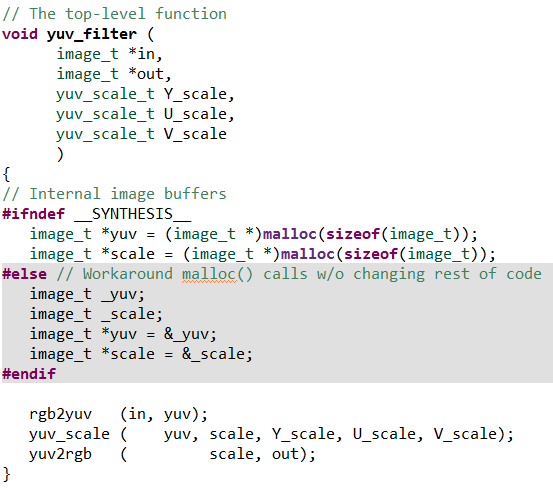 // The top-level function
void yuv_filter (
      image_t *in,
      image_t *out,
      yuv_scale_t Y_scale,
      yuv_scale_t U_scale,
      yuv_scale_t V_scale
      )
{
// Internal image buffers
#ifndef __SYNTHESIS__
   image_t *yuv = (image_t *)malloc(sizeof(image_t));
   image_t *scale = (image_t *)malloc(sizeof(image_t));
#else // Workaround malloc() calls w/o changing rest of code
   image_t _yuv;
   image_t _scale;
   image_t *yuv = &_yuv;
   image_t *scale = &_scale;
#endif

   rgb2yuv   (in, yuv);
   yuv_scale (    yuv, scale, Y_scale, U_scale, V_scale);
   yuv2rgb   (         scale, out);
}